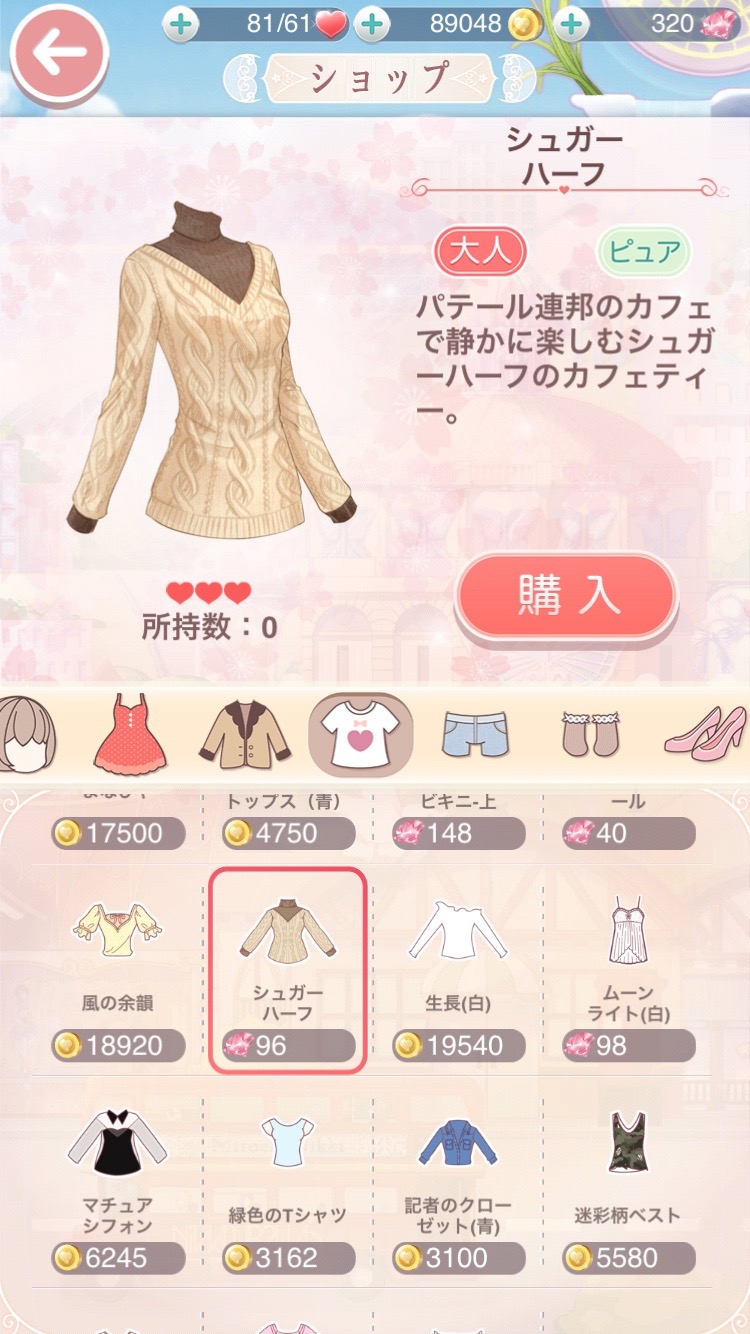 81/61
89048
320
ショップ
シュガー
ハーフ
大人
ピュア
パテール連邦のカフェ
で静かに楽しむシュガ
ーハーフのカフェティ
ー。
所持数：0
購入
トップス（青）
ビキニ-上
ール
17500
4750
148
40
風の余韻
シュガー
ハーフ
生長(白)
ムーン
ライト(白)
18920
96
19540
98
マチュア
シフォン
緑色のTシャツ
記者のクロー
ゼット(青)
迷彩柄ベスト
6245
3162
3100
5580